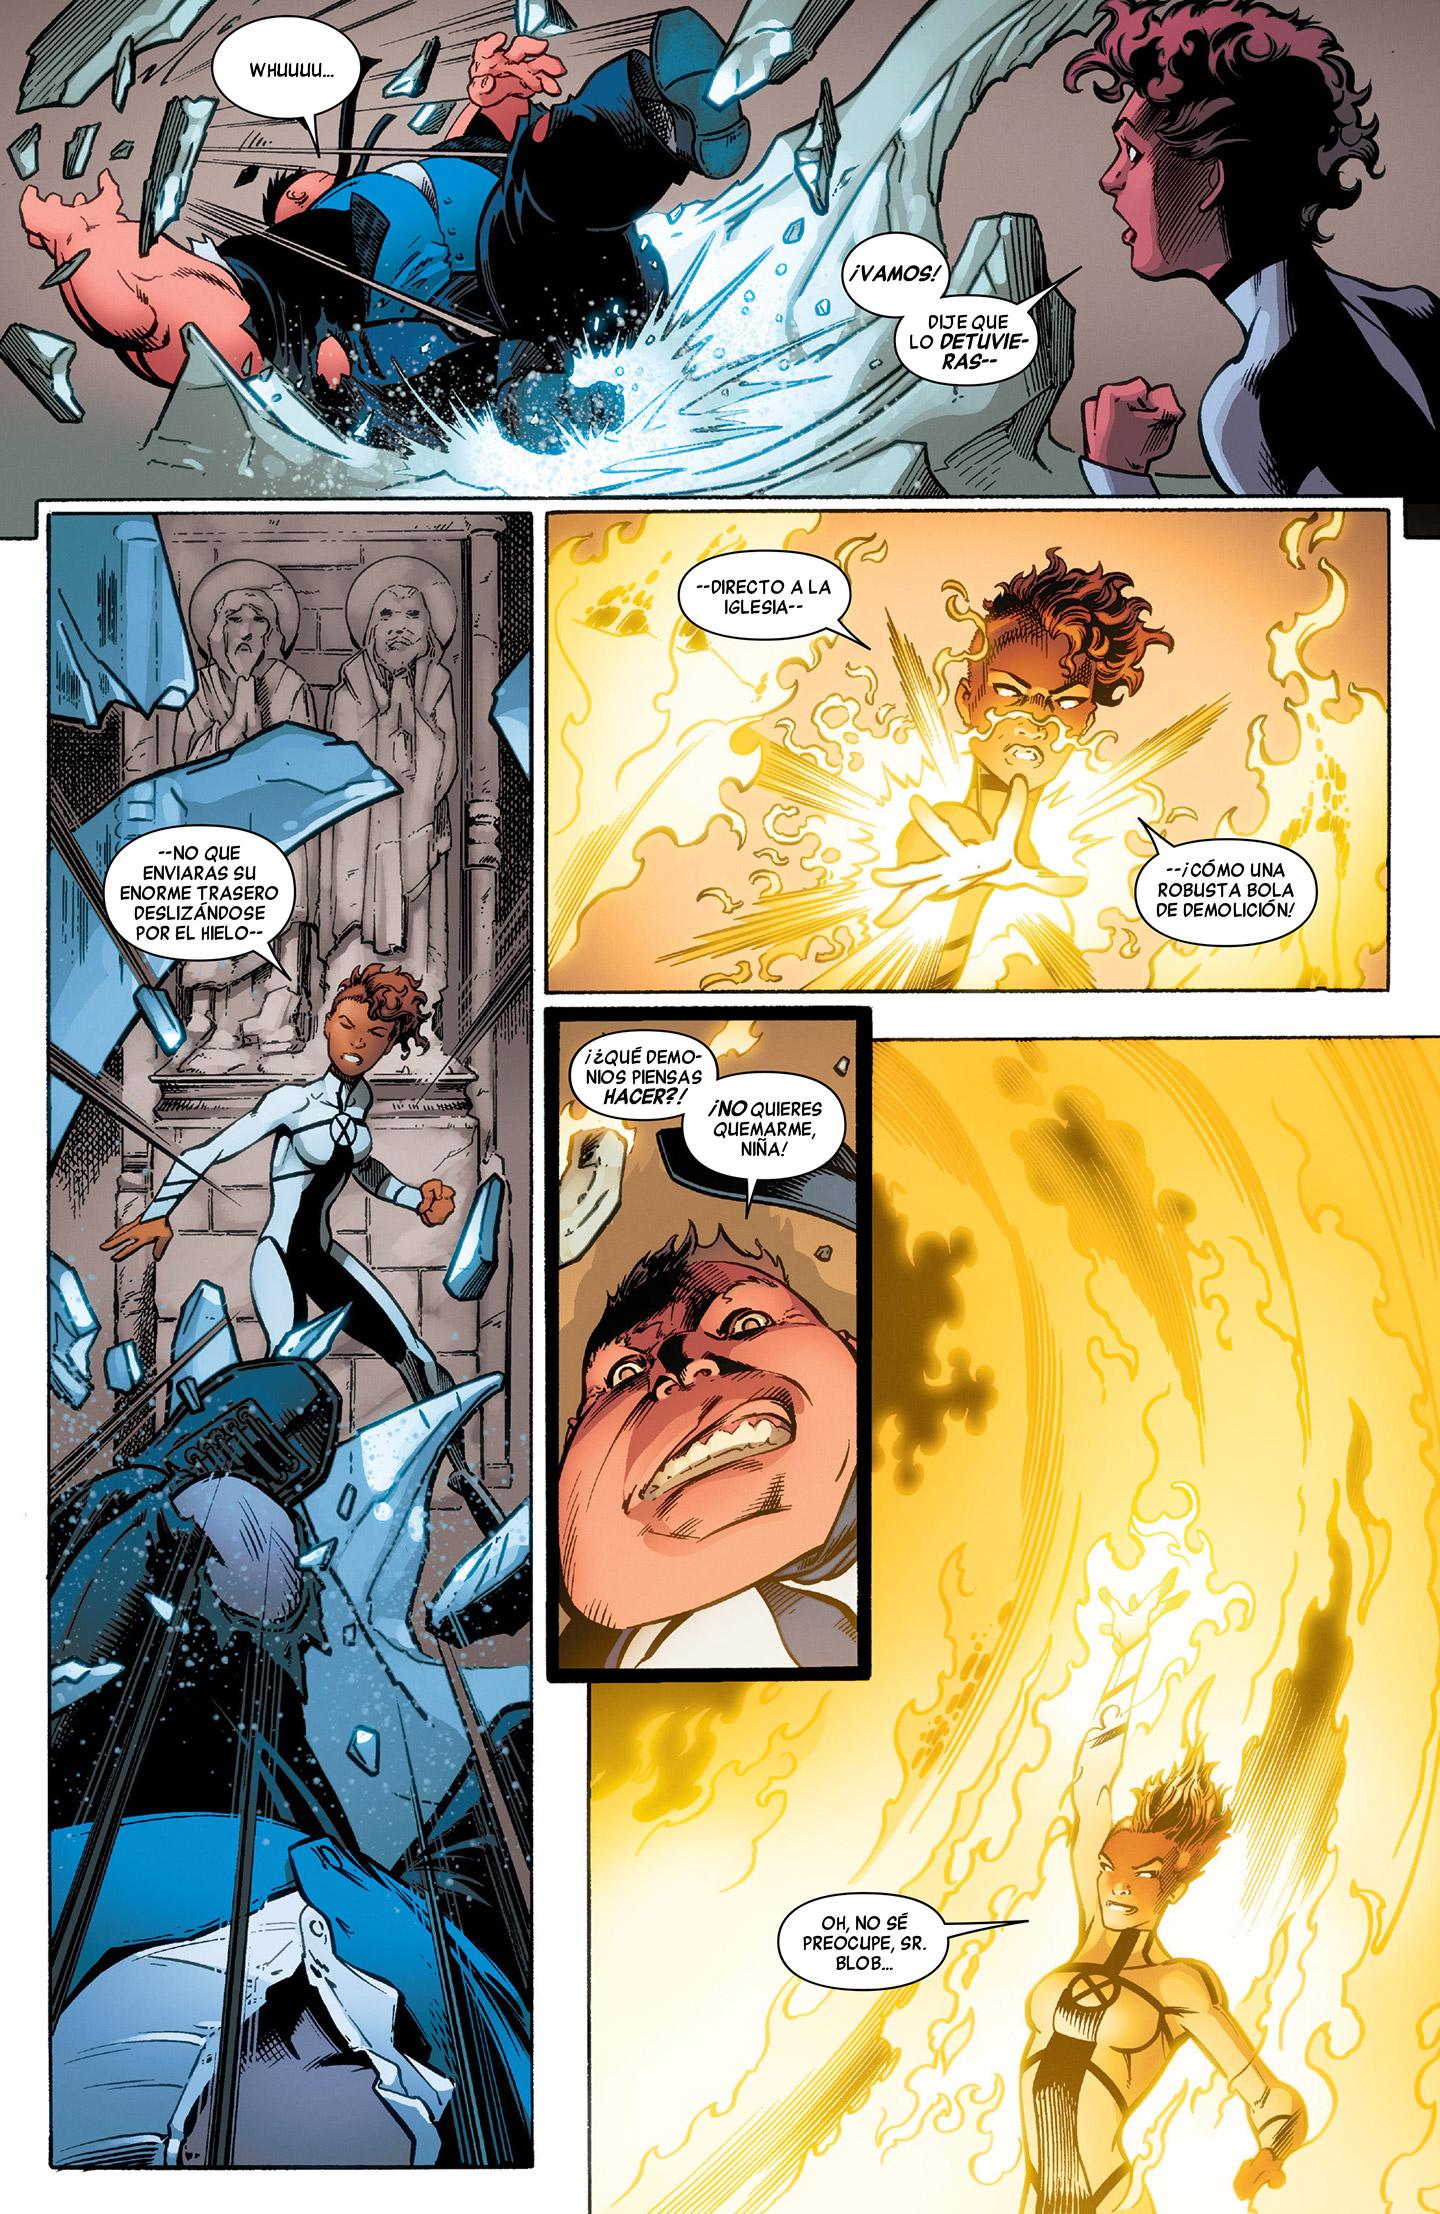 WHUUUU...
¡VAMOS!
DIJE QUE
LO DETUVIE-
RAS--
--NO QUE
ENVIARAS SU
ENORME TRASERO
DESLIZÁNDOSE
POR EL HIELO--
--DIRECTO A LA
IGLESIA--
--¡CÓMO UNA
ROBUSTA BOLA
DE DEMOLICIÓN!
¡¿QUÉ DEMO-
NIOS PIENSAS
HACER?!
¡NO QUIERES
QUEMARME,
NIÑA!
OH, NO SÉ
PREOCUPE, SR.
BLOB...